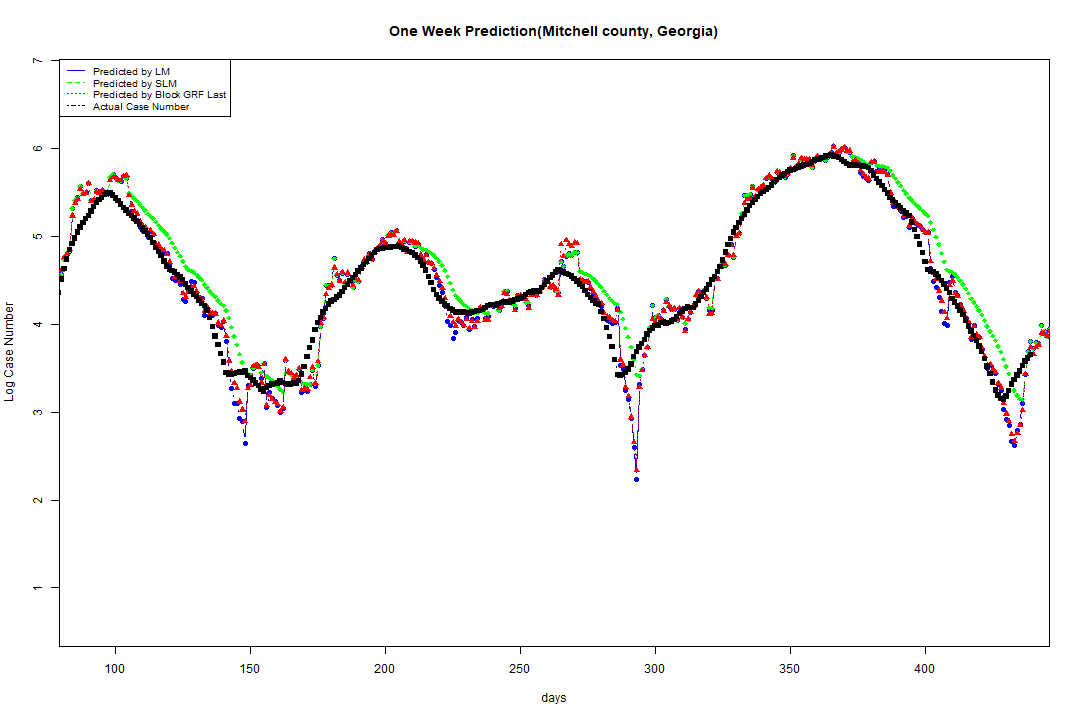 One Week Prediction(Mitchell county, Georgia)
Predicted by LM
Predicted by SLM
Predicted by Block GRF Last
Actual Case Number
7
6
5
4
3
2
1
Log Case Number
100 150 200 250 300 350 400
days